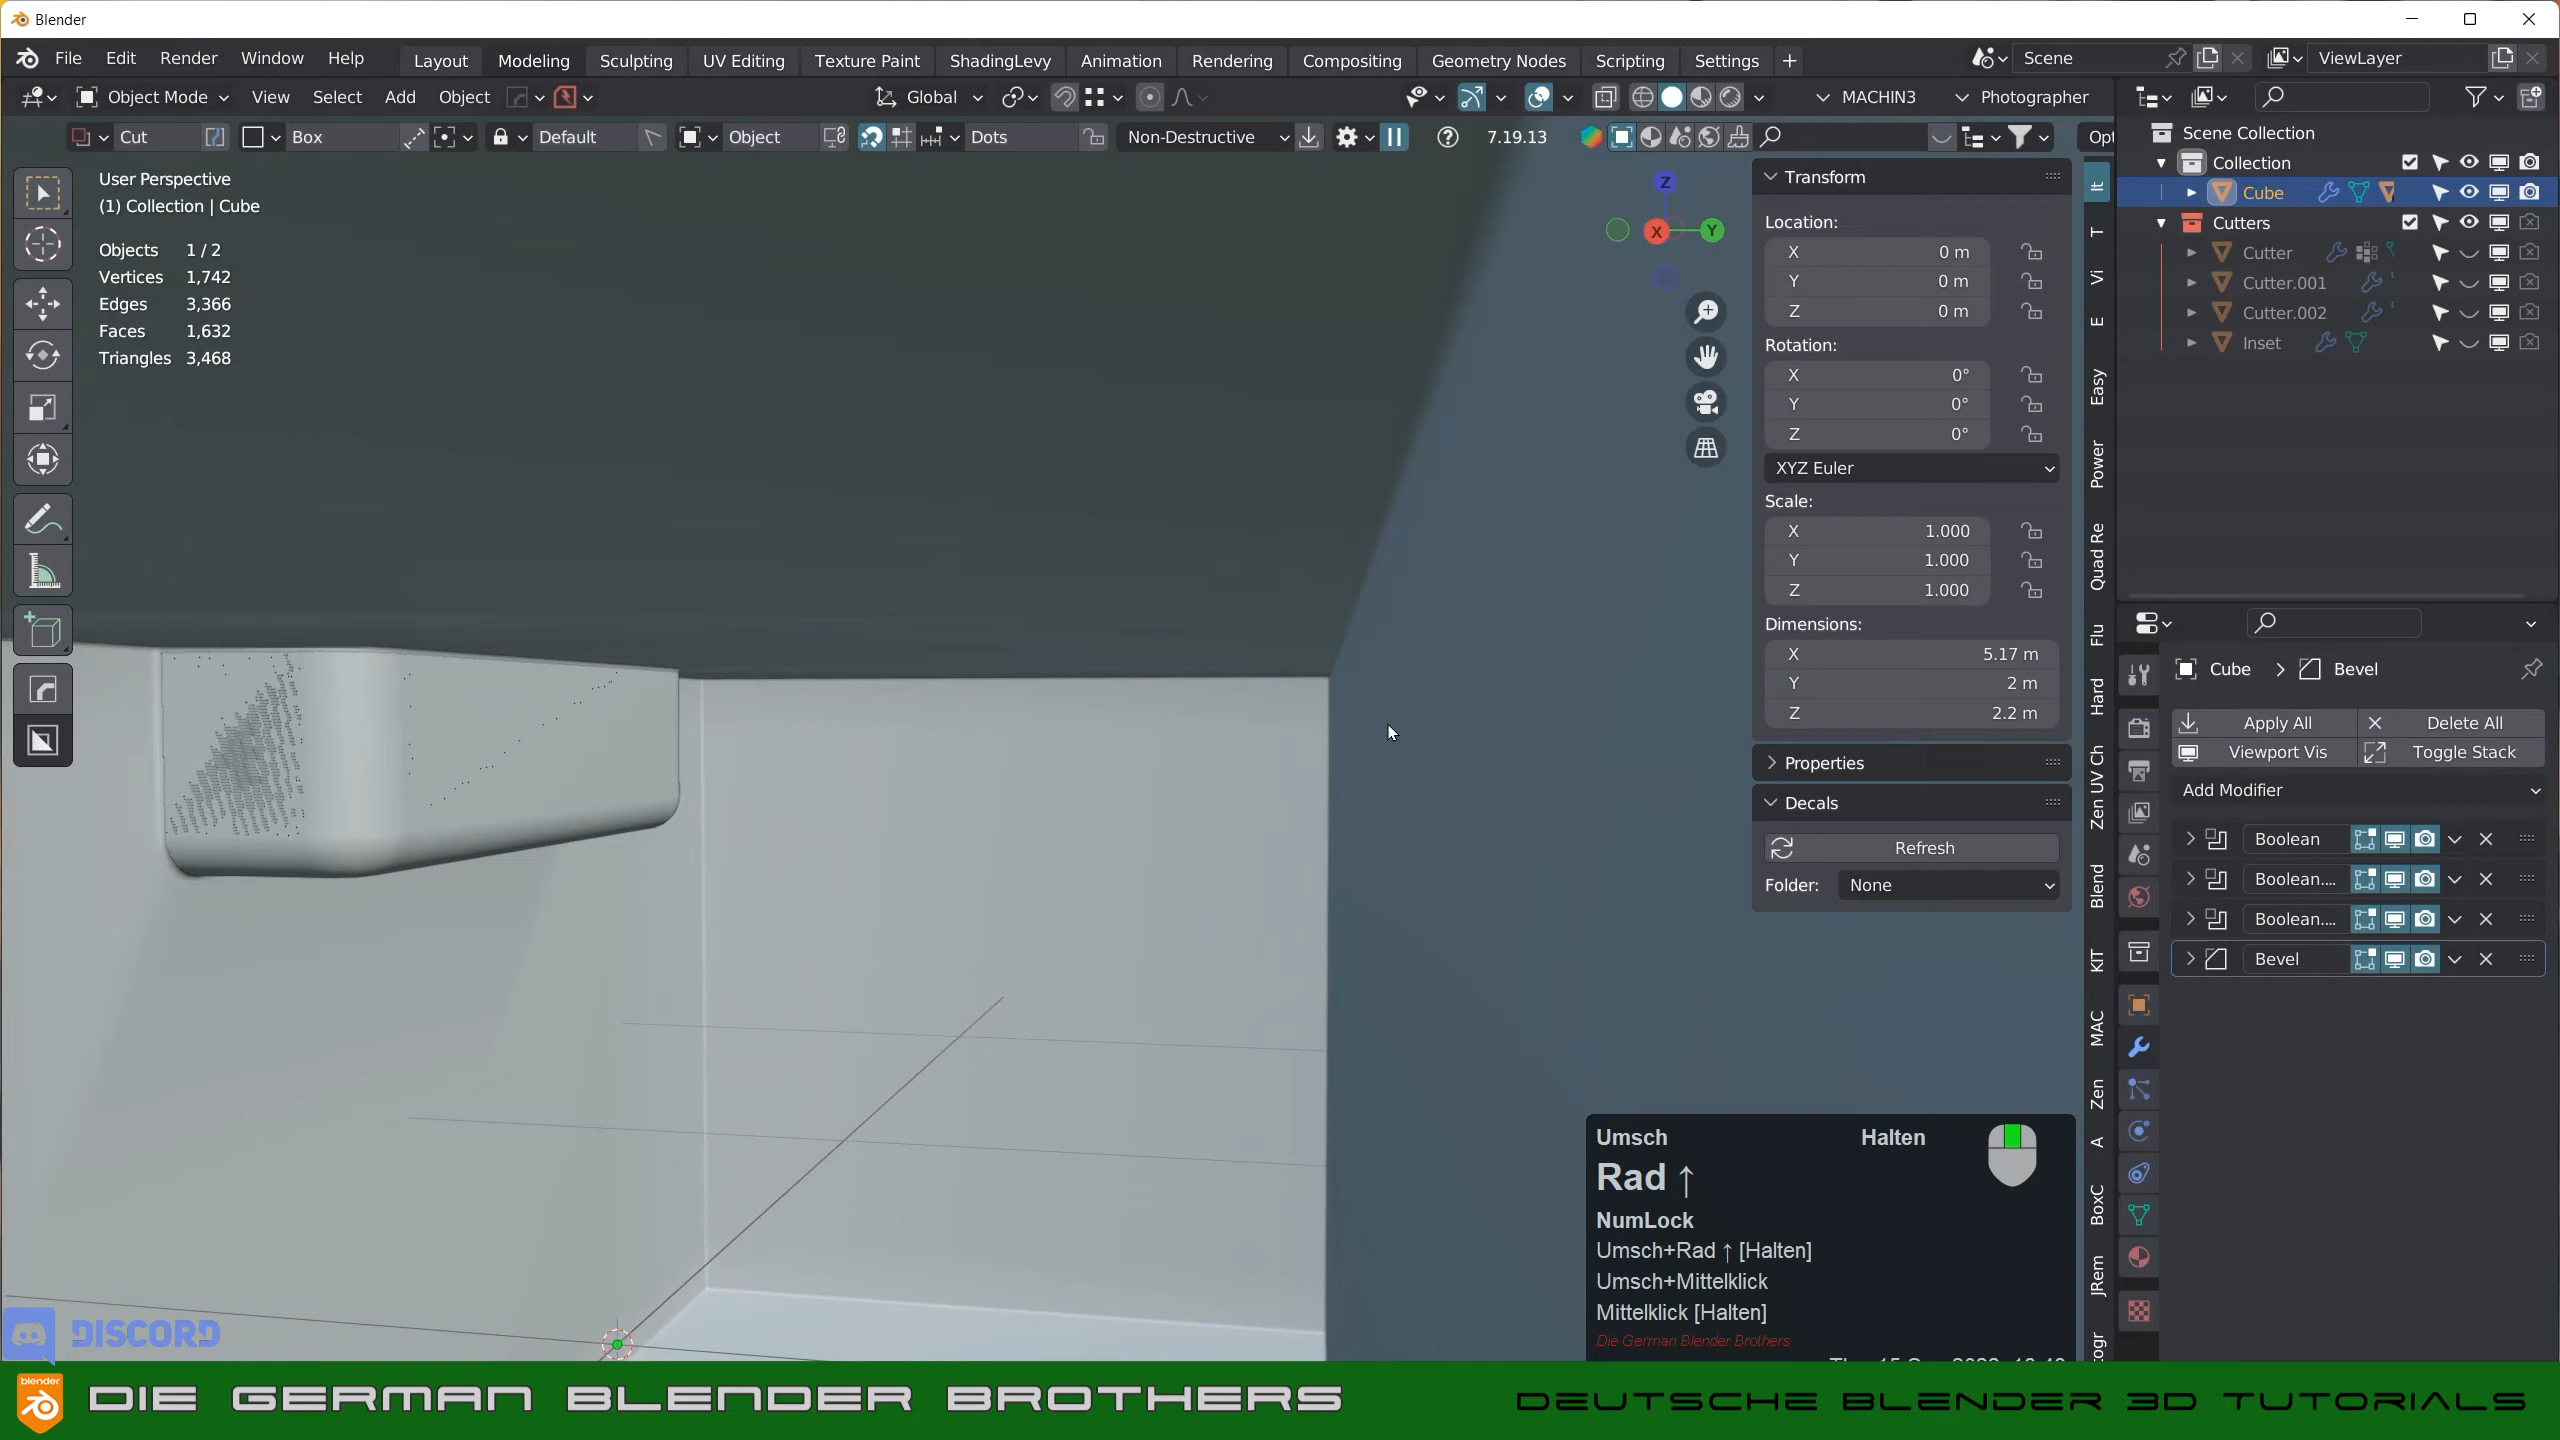 Blender
File Edit Render Window Help Layout Modeling Sculpting UV Editing Texture Paint ShadingLevy Animation Rendering Compositing Geometry Nodes Scripting Settings + Scene ViewLayer
Object Mode View Select Add Object Global MACHIN3 Photographer
Cut Box Default Object Dots Non-Destructive 7.19.13 Opt
User Perspective
(1) Collection | Cube
Objects 1 / 2
Vertices 1,742
Edges 3,366
Faces 1,632
Triangles 3,468
Z
X
Y
Transform
Location:
X 0 m
Y 0 m
Z 0 m
Rotation:
X 0°
Y 0°
Z 0°
XYZ Euler
Scale:
X 1.000
Y 1.000
Z 1.000
Dimensions:
X 5.17 m
Y 2 m
Z 2.2 m
Properties
Decals
Refresh
Folder: None
It
T
Vi
E
Easy
Power
Quad Re
Flu
Hard
Zen UV Ch
Blend
KIT
MAC
Zen
A
BoxC
JRem
togr
Scene Collection
Collection
Cube
Cutters
Cutter
Cutter.001
Cutter.002
Inset
Cube > Bevel
Apply All Delete All
Viewport Vis Toggle Stack
Add Modifier
Boolean
Boolean....
Boolean....
Bevel
Umsch Halten
Rad ↑
NumLock
Umsch+Rad ↑ [Halten]
Umsch+Mittelklick
Mittelklick [Halten]
Die German Blender Brothers
DISCORD
blender
DIE GERMAN BLENDER BROTHERS
DEUTSCHE BLENDER 3D TUTORIALS